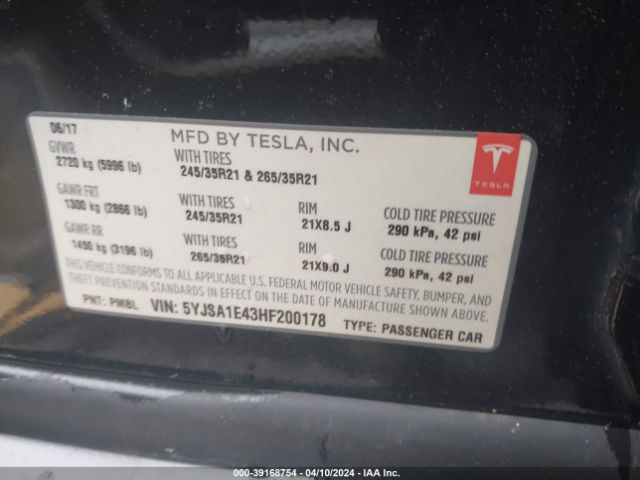 06/17
MFD BY TESLA, INC.
GVWR
2720 kg (5996 lb)
WITH TIRES
245/35R21 & 265/35R21
TESLA
GAWR FRT
1300 kg (2866 lb)
WITH TIRES
245/35R21
RIM
21X8.5 J
COLD TIRE PRESSURE
290 kPa, 42 psi
GAWR RR
1450 kg (3196 lb)
WITH TIRES
265/35R21
RIM
21X9.0 J
COLD TIRE PRESSURE
290 kPa, 42 psi
THIS VEHICLE CONFORMS TO ALL APPLICABLE U.S. FEDERAL MOTOR VEHICLE SAFETY, BUMPER, AND
THEFT PREVENTION STANDARDS IN EFFECT ON THE DATE OF MANUFACTURE SHOWN ABOVE.
PNT: PMBL VIN: 5YJSA1E43HF200178 TYPE: PASSENGER CAR
000-39168754 — 04/10/2024 — IAA Inc.